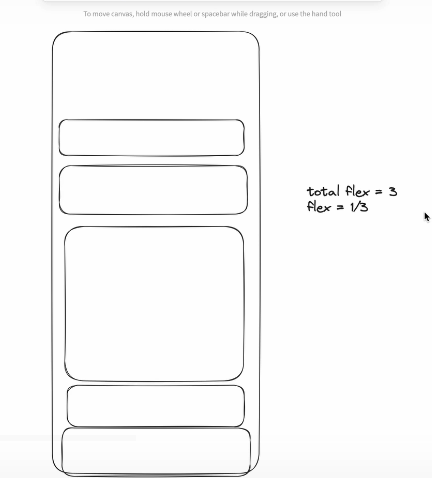 To move canvas, hold mouse wheel or spacebar while dragging, or use the hand tool
total flex = 3
flex = 1/3